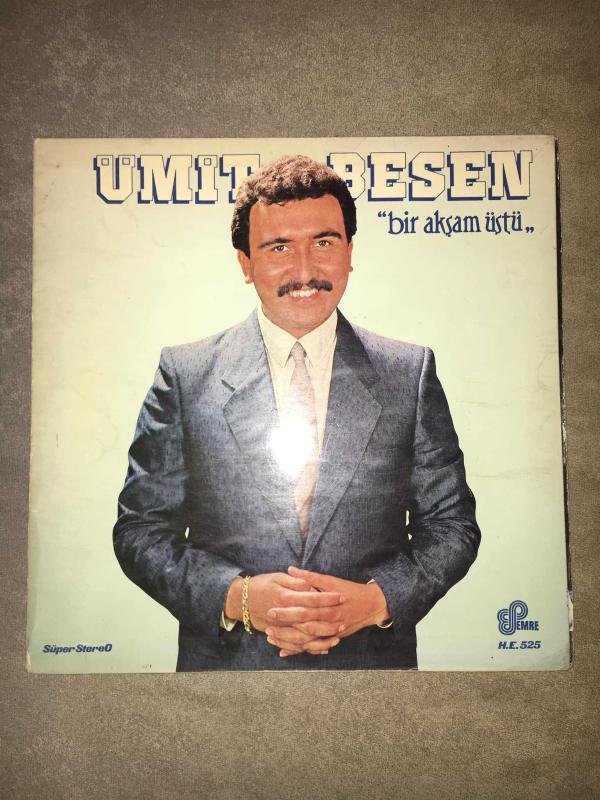 ÜMİT BESEN
“bir akşam üstü„
EMRE
Süper StereO
H.E. 525